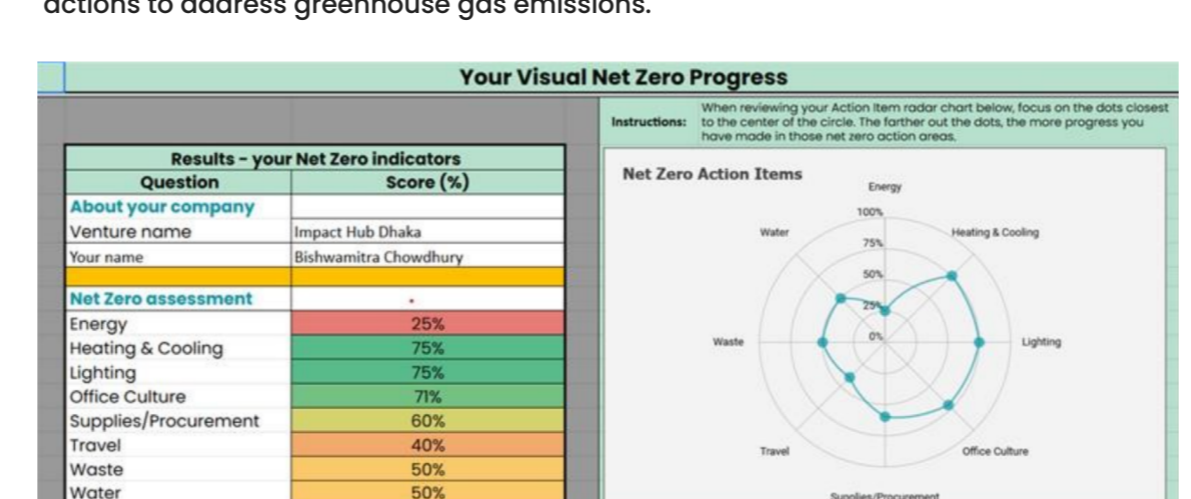 actions to address greenhouse gas emissions.
Your Visual Net Zero Progress
Results - your Net Zero indicators
Question Score (%)
About your company
Venture name Impact Hub Dhaka
Your name Bishwamitra Chowdhury
Net Zero assessment
Energy 25%
Heating & Cooling 75%
Lighting 75%
Office Culture 71%
Supplies/Procurement 60%
Travel 40%
Waste 50%
Water 50%
Instructions: When reviewing your Action Item radar chart below, focus on the dots closest
to the center of the circle. The farther out the dots, the more progress you
have made in those net zero action areas.
Net Zero Action Items
Energy
100%
Water
Heating & Cooling
75%
50%
25%
0%
Waste
Lighting
Travel
Office Culture
Supplies/Procurement